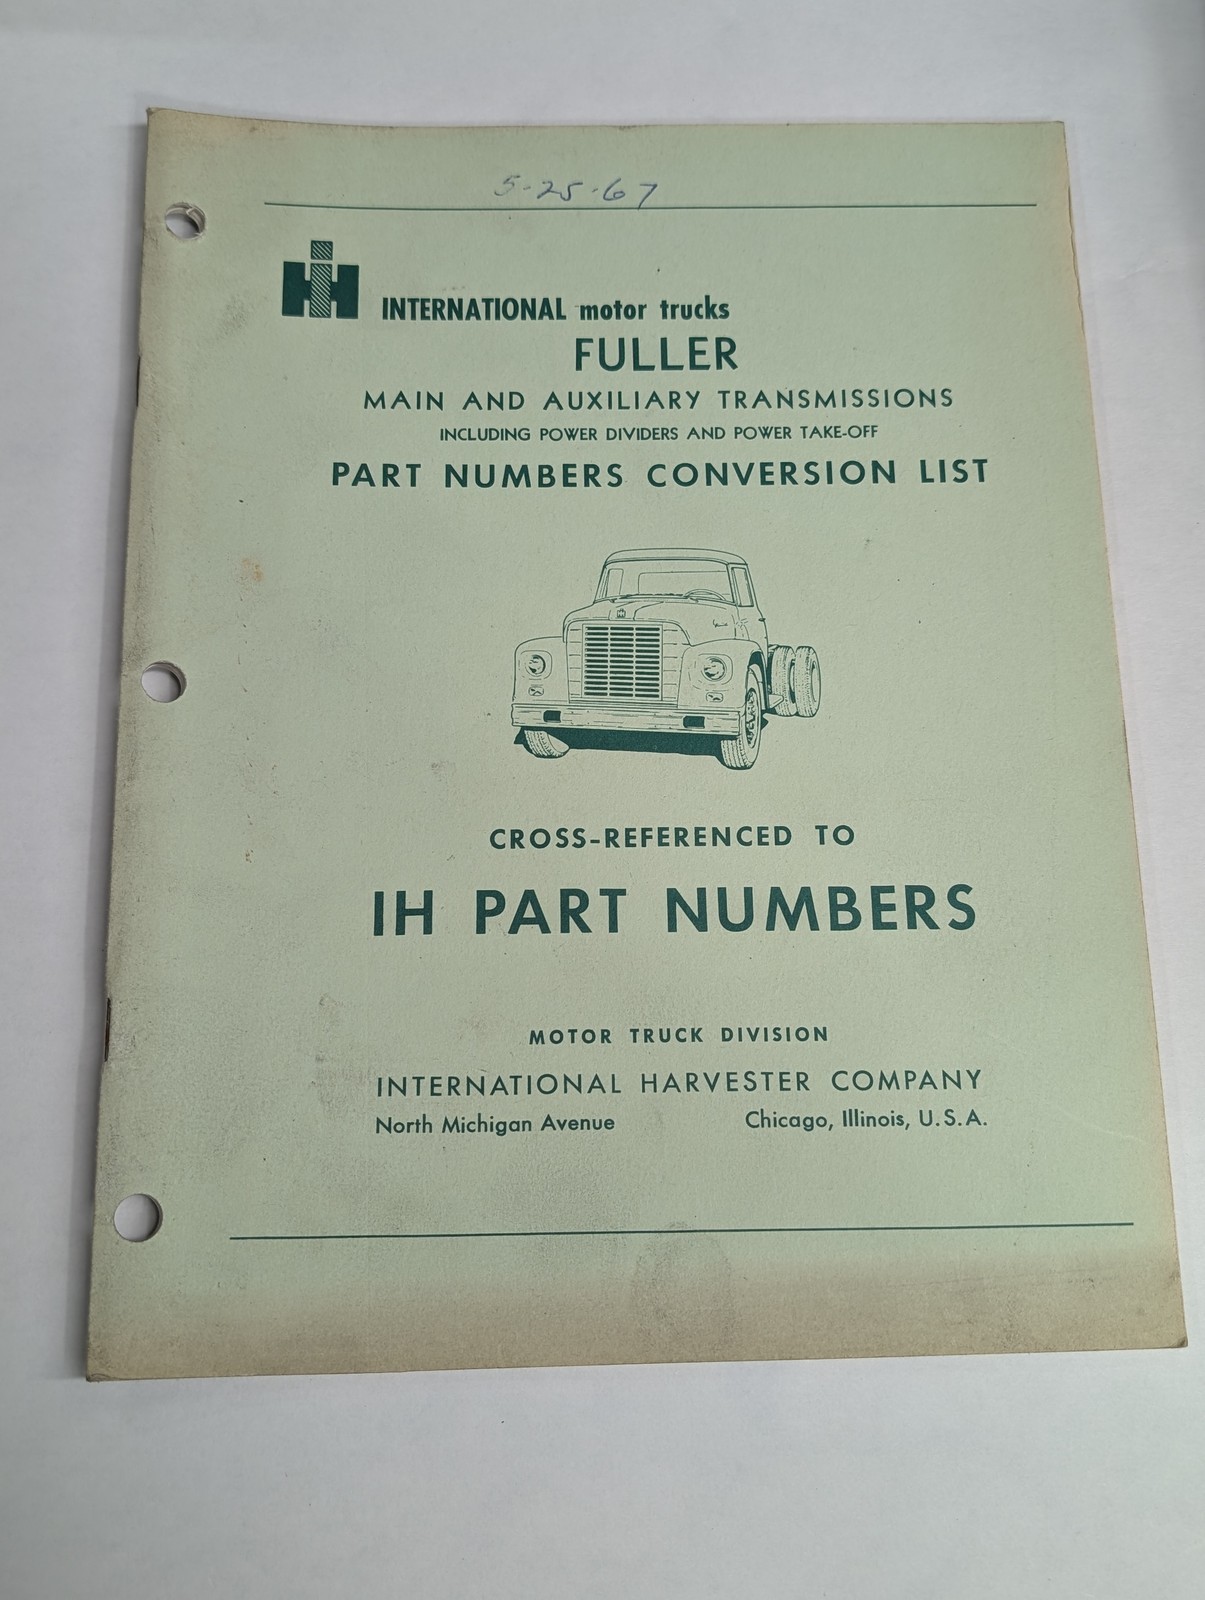 5-25-67
IH
INTERNATIONAL motor trucks
FULLER
MAIN AND AUXILIARY TRANSMISSIONS
INCLUDING POWER DIVIDERS AND POWER TAKE-OFF
PART NUMBERS CONVERSION LIST
CROSS-REFERENCED TO
IH PART NUMBERS
MOTOR TRUCK DIVISION
INTERNATIONAL HARVESTER COMPANY
North Michigan Avenue Chicago, Illinois, U.S.A.